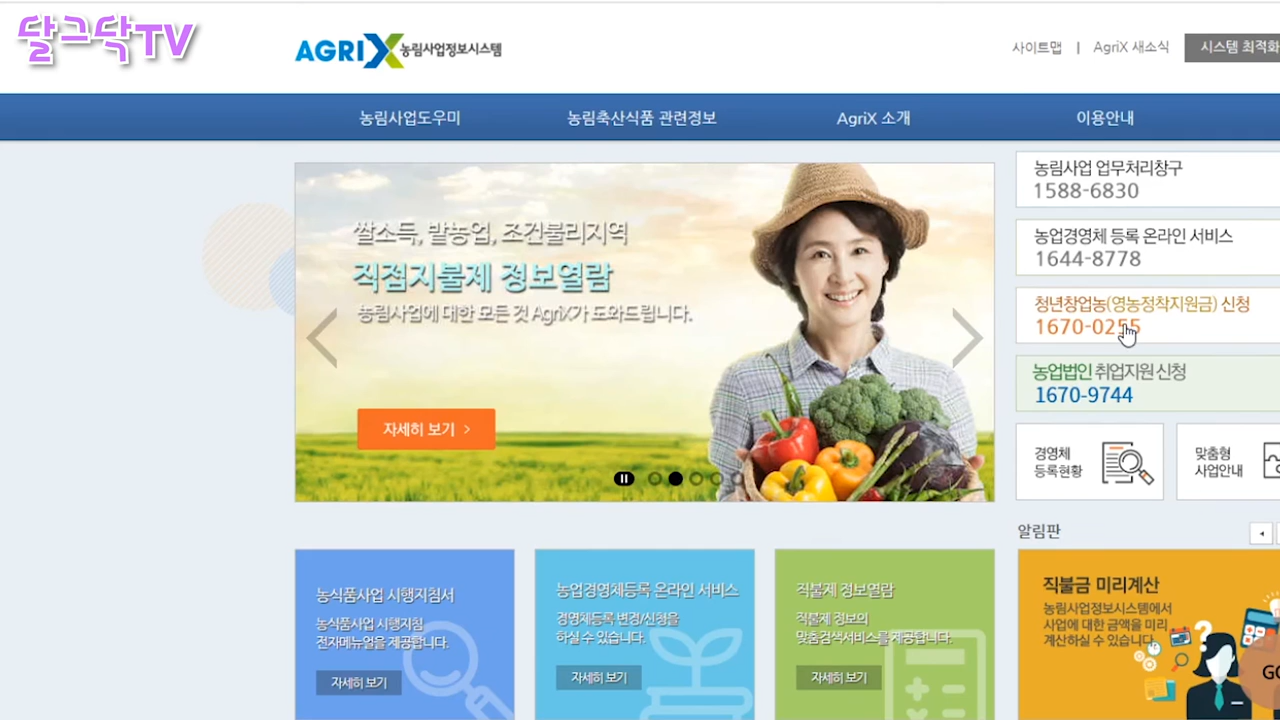 달그닥TV
AGRIX 농림사업정보시스템
사이트맵 | AgriX 새소식
시스템 최적화
농림사업도우미
농림축산식품 관련정보
AgriX 소개
이용안내
쌀소득, 밭농업, 조건불리지역
직접지불제 정보열람
농림사업에 대한 모든 것 AgriX가 도와드립니다.
자세히 보기 >
농림사업 업무처리창구
1588-6830
농업경영체 등록 온라인 서비스
1644-8778
청년창업농(영농정착지원금) 신청
1670-0255
농업법인 취업지원 신청
1670-9744
경영체
등록현황
맞춤형
사업안내
알림판
농식품사업 시행지침서
농식품사업 시행지침
전자메뉴얼을 제공합니다.
자세히 보기
농업경영체등록 온라인 서비스
경영체등록 변경/신청을
하실 수 있습니다.
자세히 보기
직불제 정보열람
직불제 정보의
맞춤검색서비스를 제공합니다.
자세히 보기
직불금 미리계산
농림사업정보시스템에서
사업에 대한 금액을 미리
계산하실 수 있습니다.